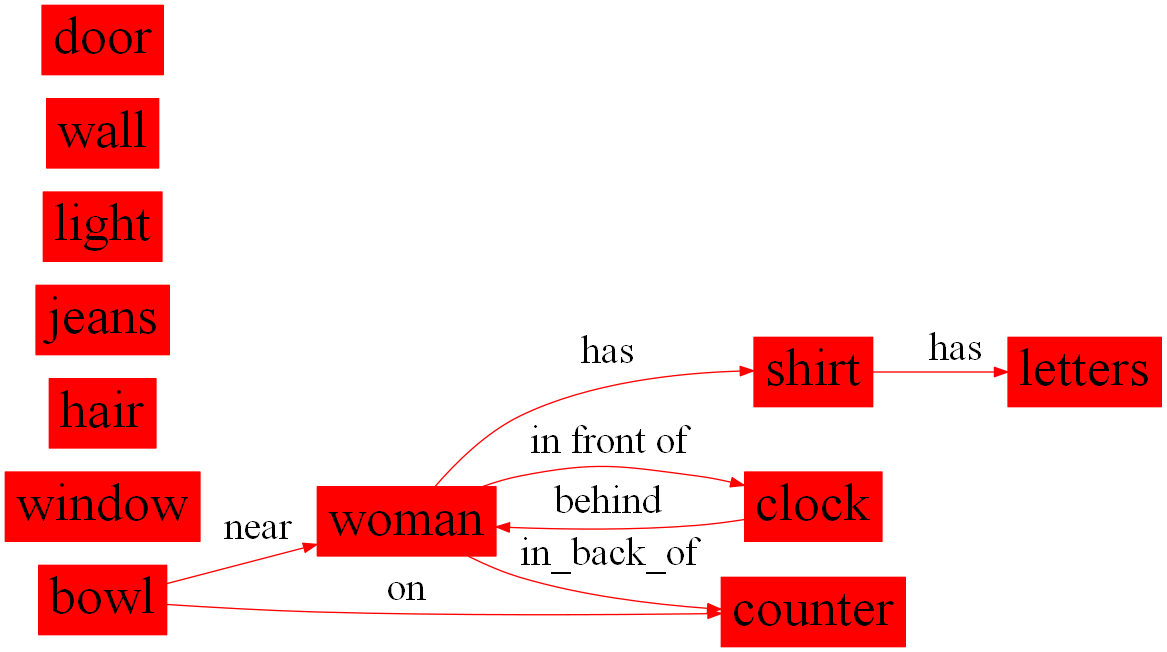 door
wall
light
jeans
has
has
shirt
letters
hair
in front of
window
behind
clock
near
woman
in_back_of
bowl
on
counter